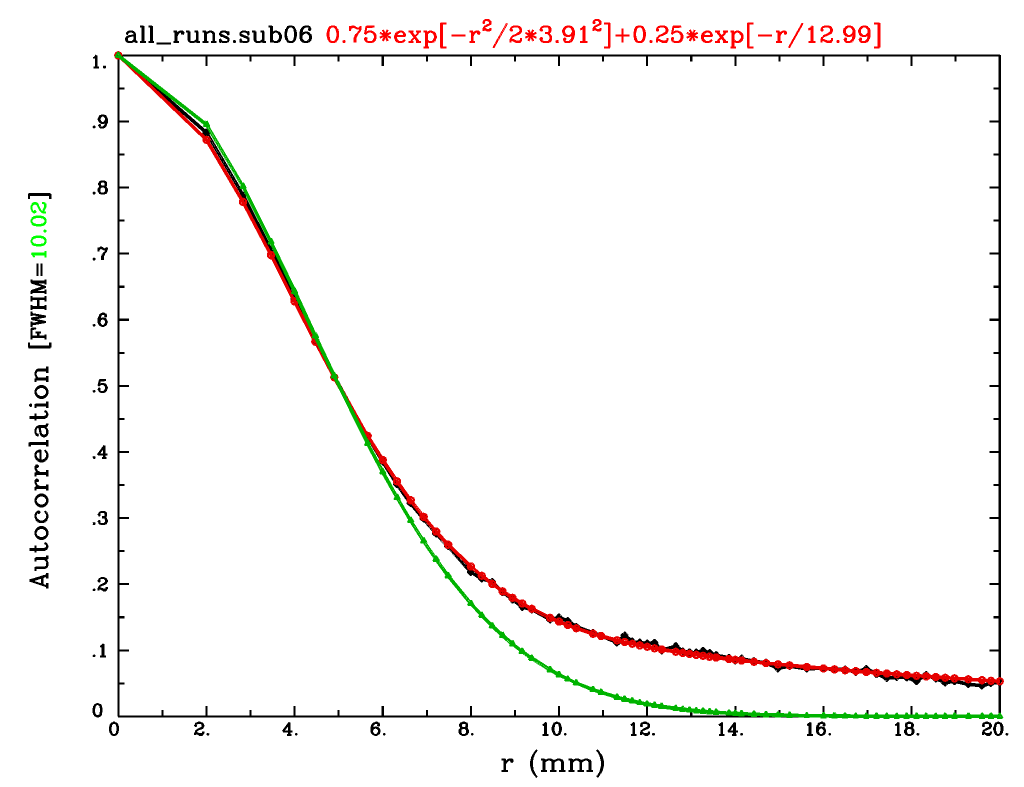 all_runs.sub06 0.75*exp[-r²/2*3.91²]+0.25*exp[-r/12.99]
1.
.9
.8
.7
.6
.5
.4
.3
.2
.1
0
Autocorrelation [FWHM=10.02]
0. 2. 4. 6. 8. 10. 12. 14. 16. 18. 20.
r (mm)